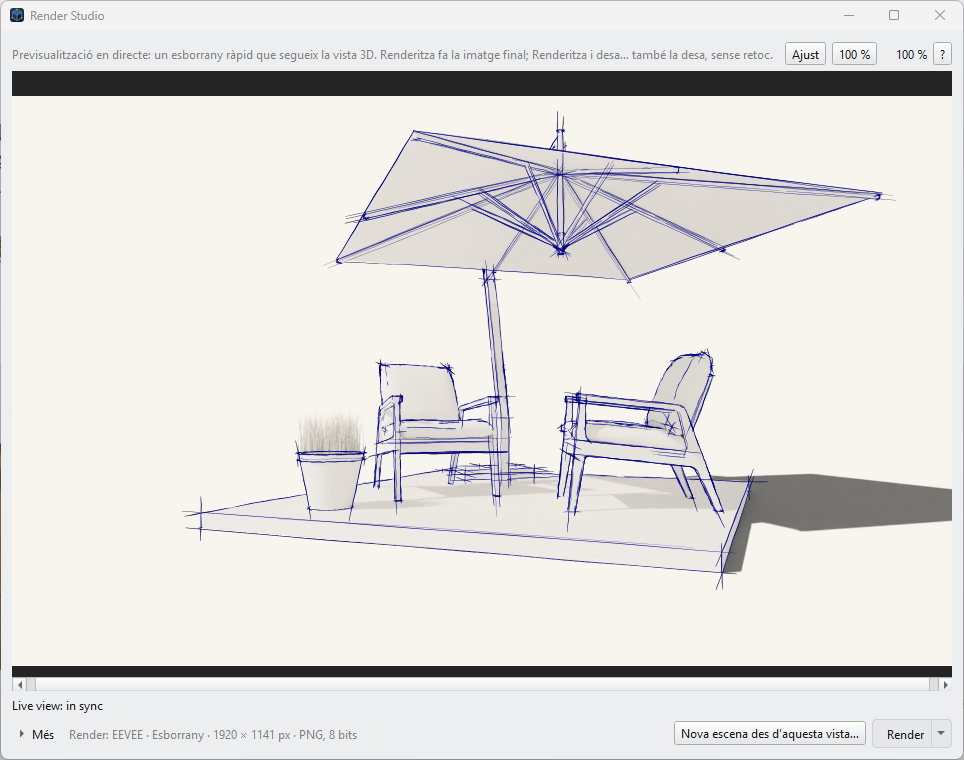 Render Studio
Previsualització en directe: un esborrany ràpid que segueix la vista 3D. Renderitza fa la imatge final; Renderitza i desa... també la desa, sense retoc.
Ajust
100 %
100 %
?
Live view: in sync
Més
Render: EEVEE · Esborrany · 1920 × 1141 px · PNG, 8 bits
Nova escena des d'aquesta vista...
Render